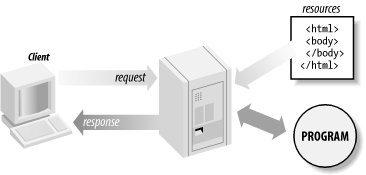 resources
<html>
<body>
</body>
</html>
Client
request
response
PROGRAM